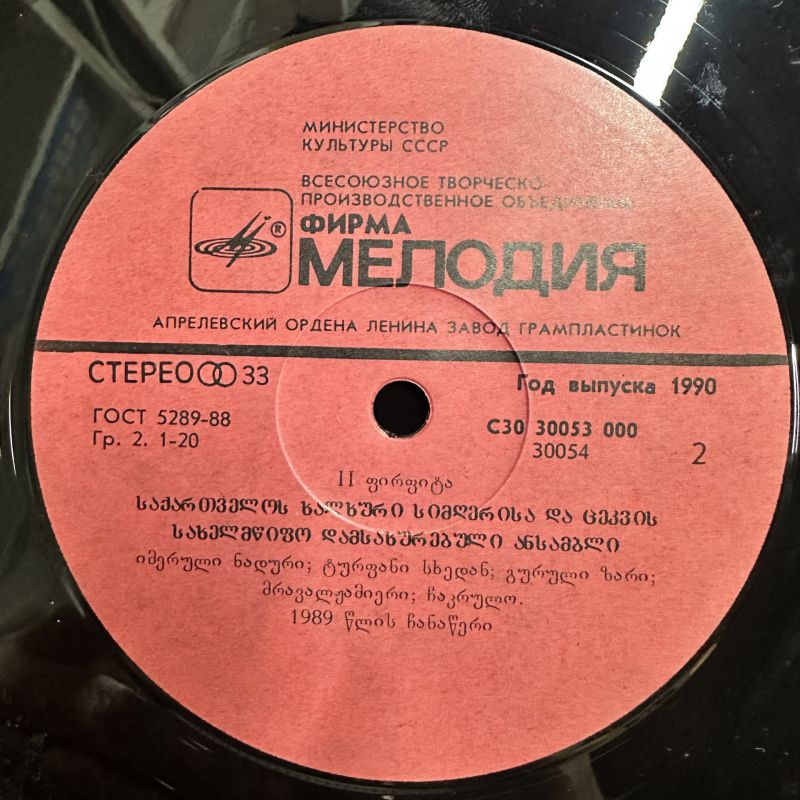 МИНИСТЕРСТВО
КУЛЬТУРЫ СССР
ВСЕСОЮЗНОЕ ТВОРЧЕСКО-
ПРОИЗВОДСТВЕННОЕ ОБЪЕДИНЕНИЕ
ФИРМА
®
МЕЛОДИЯ
АПРЕЛЕВСКИЙ ОРДЕНА ЛЕНИНА ЗАВОД ГРАМПЛАСТИНОК
СТЕРЕО 33
Год выпуска 1990
ГОСТ 5289-88
Гр. 2. 1-20
С30 30053 000
30054
2
II ფირფიტა
საქართველოს ხალხური სიმღერისა და ცეკვის
სახელმწიფო დამსახურებული ანსამბლი
იმერული ნადური; ტურფანი სხედან; გურული ზარი;
მრავალჟამიერი; ჩაკრულო.
1989 წლის ჩანაწერი